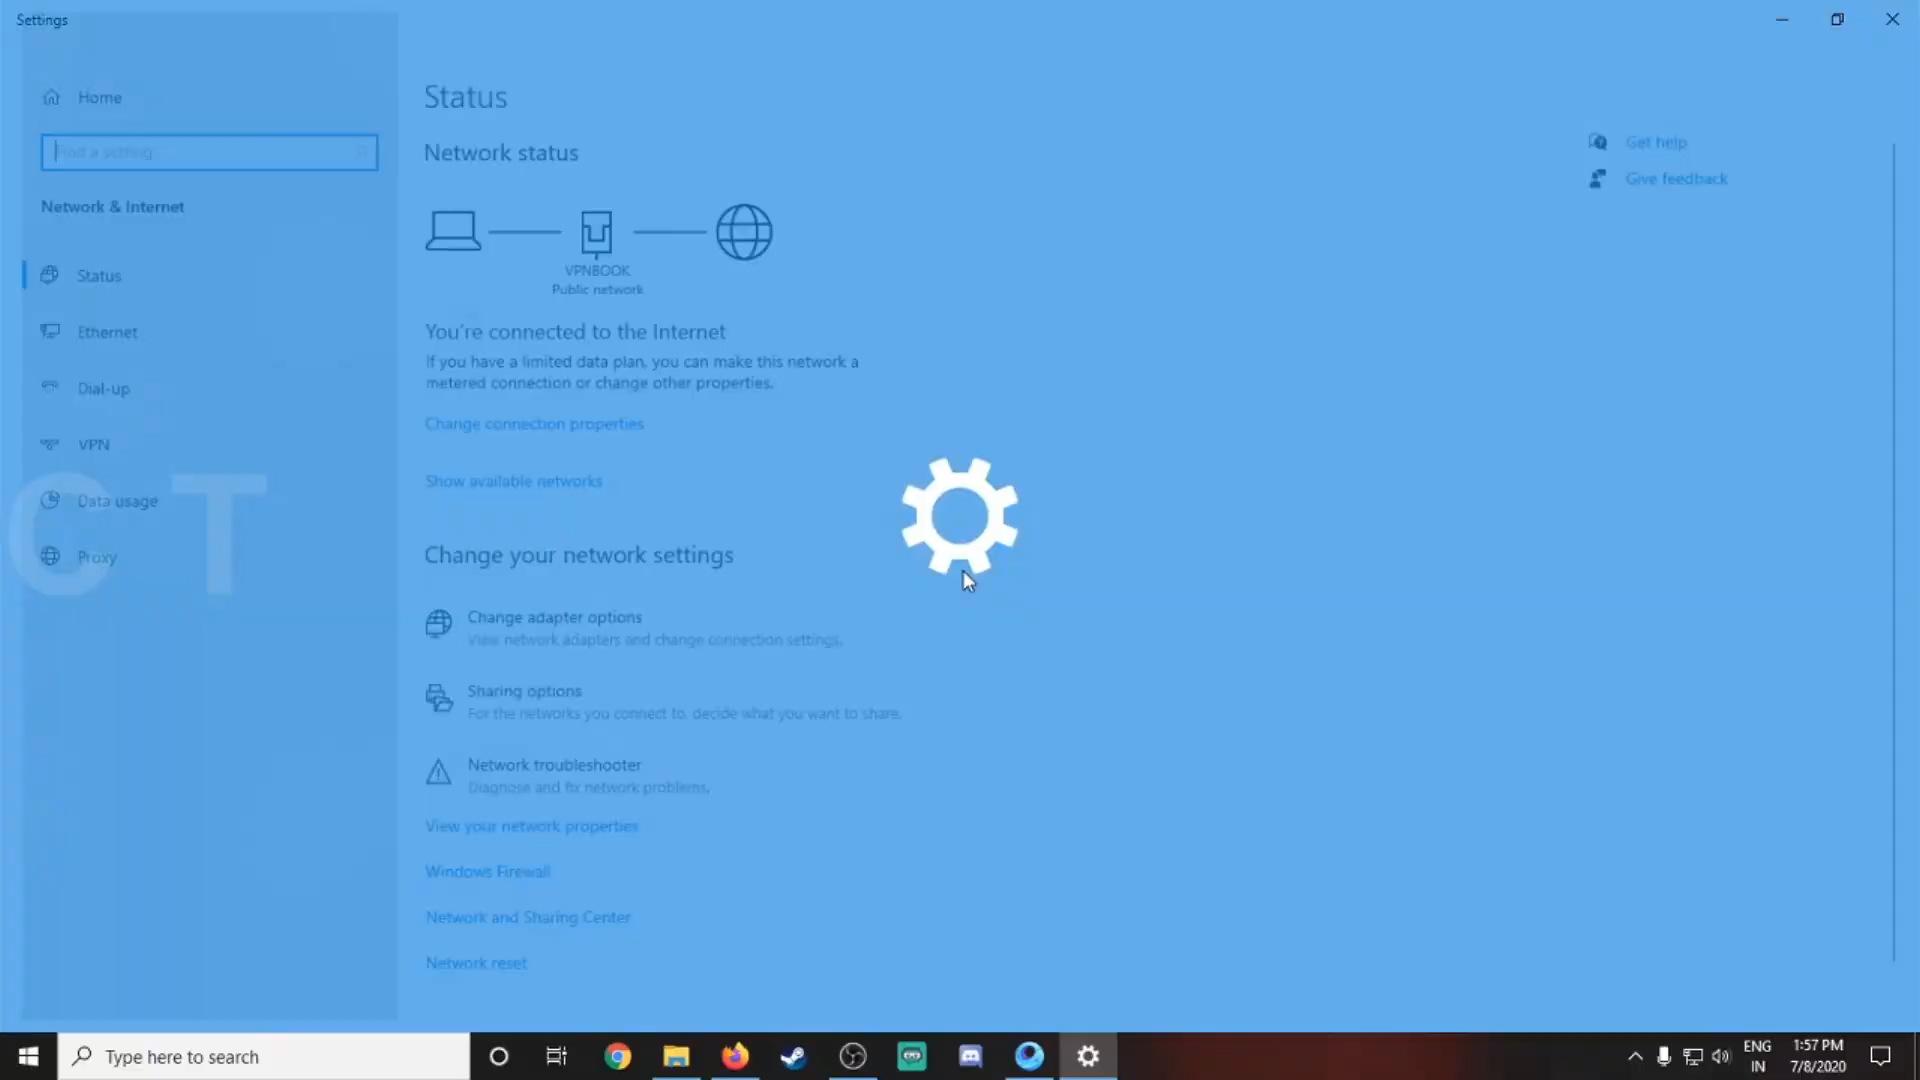 Settings
Home
Find a setting
Network & Internet
Status
Ethernet
Dial-up
VPN
Data usage
Proxy
C T
Status
Network status
VPNBOOK
Public network
You're connected to the Internet
If you have a limited data plan, you can make this network a
metered connection or change other properties.
Change connection properties
Show available networks
Change your network settings
Change adapter options
View network adapters and change connection settings.
Sharing options
For the networks you connect to, decide what you want to share.
Network troubleshooter
Diagnose and fix network problems.
View your network properties
Windows Firewall
Network and Sharing Center
Network reset
Get help
Give feedback
Type here to search
ENG
IN
1:57 PM
7/8/2020